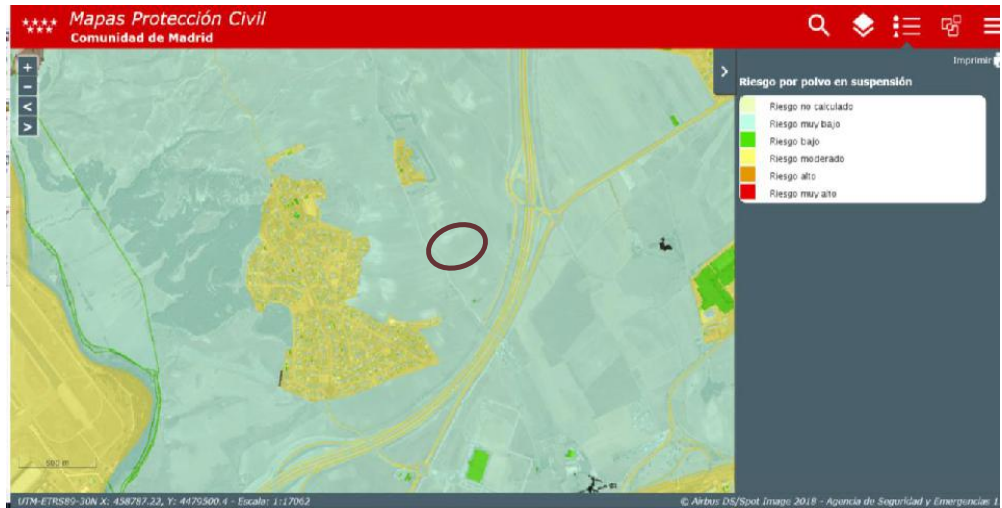 Mapas Protección Civil
Comunidad de Madrid
Imprimir
+
−
<
>
>
Riesgo por polvo en suspensión
Riesgo no calculado
Riesgo muy bajo
Riesgo bajo
Riesgo moderado
Riesgo alto
Riesgo muy alto
UTM-ETRS89-30N X: 458787.22, Y: 4479500.4 - Escala: 1:17062
© Airbus DS/Spot Image 2018 - Agencia de Seguridad y Emergencias 1